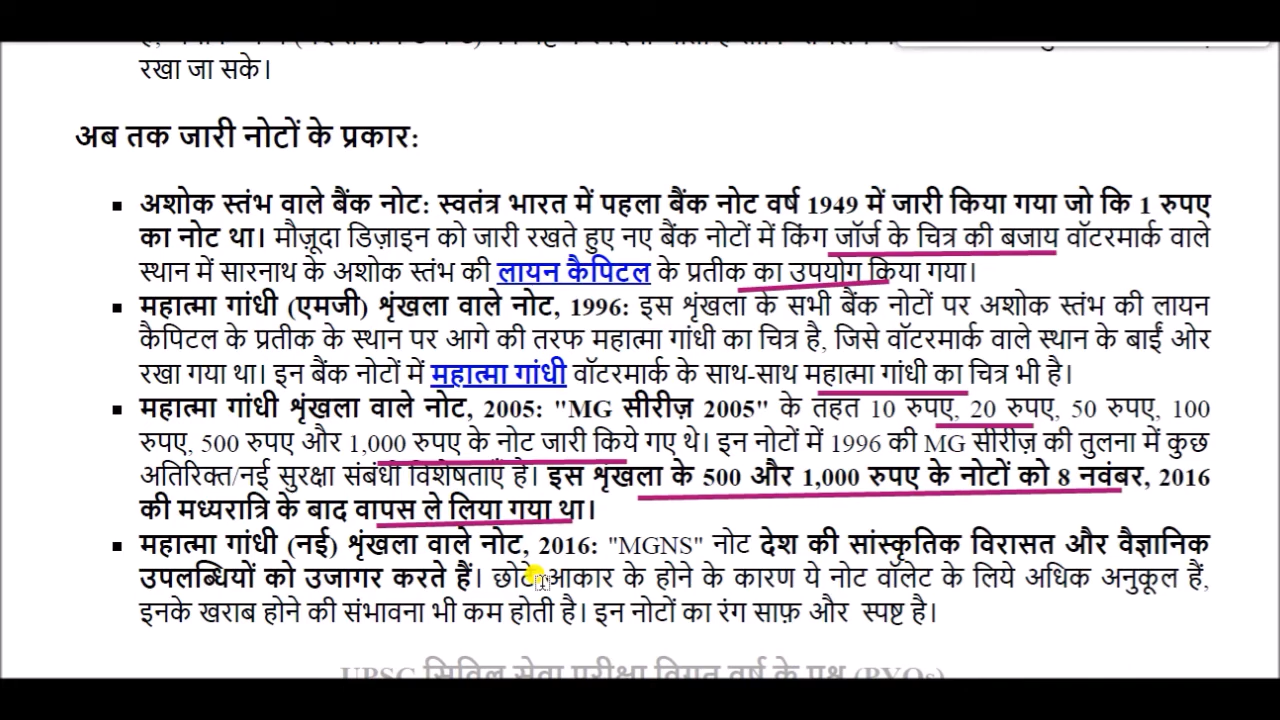 रखा जा सके।
अब तक जारी नोटों के प्रकार:
▪ अशोक स्तंभ वाले बैंक नोट: स्वतंत्र भारत में पहला बैंक नोट वर्ष 1949 में जारी किया गया जो कि 1 रुपए
का नोट था। मौज़ूदा डिज़ाइन को जारी रखते हुए नए बैंक नोटों में किंग जॉर्ज के चित्र की बजाय वॉटरमार्क वाले
स्थान में सारनाथ के अशोक स्तंभ की लायन कैपिटल के प्रतीक का उपयोग किया गया।
▪ महात्मा गांधी (एमजी) शृंखला वाले नोट, 1996: इस शृंखला के सभी बैंक नोटों पर अशोक स्तंभ की लायन
कैपिटल के प्रतीक के स्थान पर आगे की तरफ महात्मा गांधी का चित्र है, जिसे वॉटरमार्क वाले स्थान के बाईं ओर
रखा गया था। इन बैंक नोटों में महात्मा गांधी वॉटरमार्क के साथ-साथ महात्मा गांधी का चित्र भी है।
▪ महात्मा गांधी शृंखला वाले नोट, 2005: "MG सीरीज़ 2005" के तहत 10 रुपए, 20 रुपए, 50 रुपए, 100
रुपए, 500 रुपए और 1,000 रुपए के नोट जारी किये गए थे। इन नोटों में 1996 की MG सीरीज़ की तुलना में कुछ
अतिरिक्त/नई सुरक्षा संबंधी विशेषताएँ है। इस शृंखला के 500 और 1,000 रुपए के नोटों को 8 नवंबर, 2016
की मध्यरात्रि के बाद वापस ले लिया गया था।
▪ महात्मा गांधी (नई) शृंखला वाले नोट, 2016: "MGNS" नोट देश की सांस्कृतिक विरासत और वैज्ञानिक
उपलब्धियों को उजागर करते हैं। छोटे आकार के होने के कारण ये नोट वॉलेट के लिये अधिक अनुकूल हैं,
इनके खराब होने की संभावना भी कम होती है। इन नोटों का रंग साफ़ और स्पष्ट है।
UPSC सिविल सेवा परीक्षा विगत वर्ष के प्रश्न (PYQs)